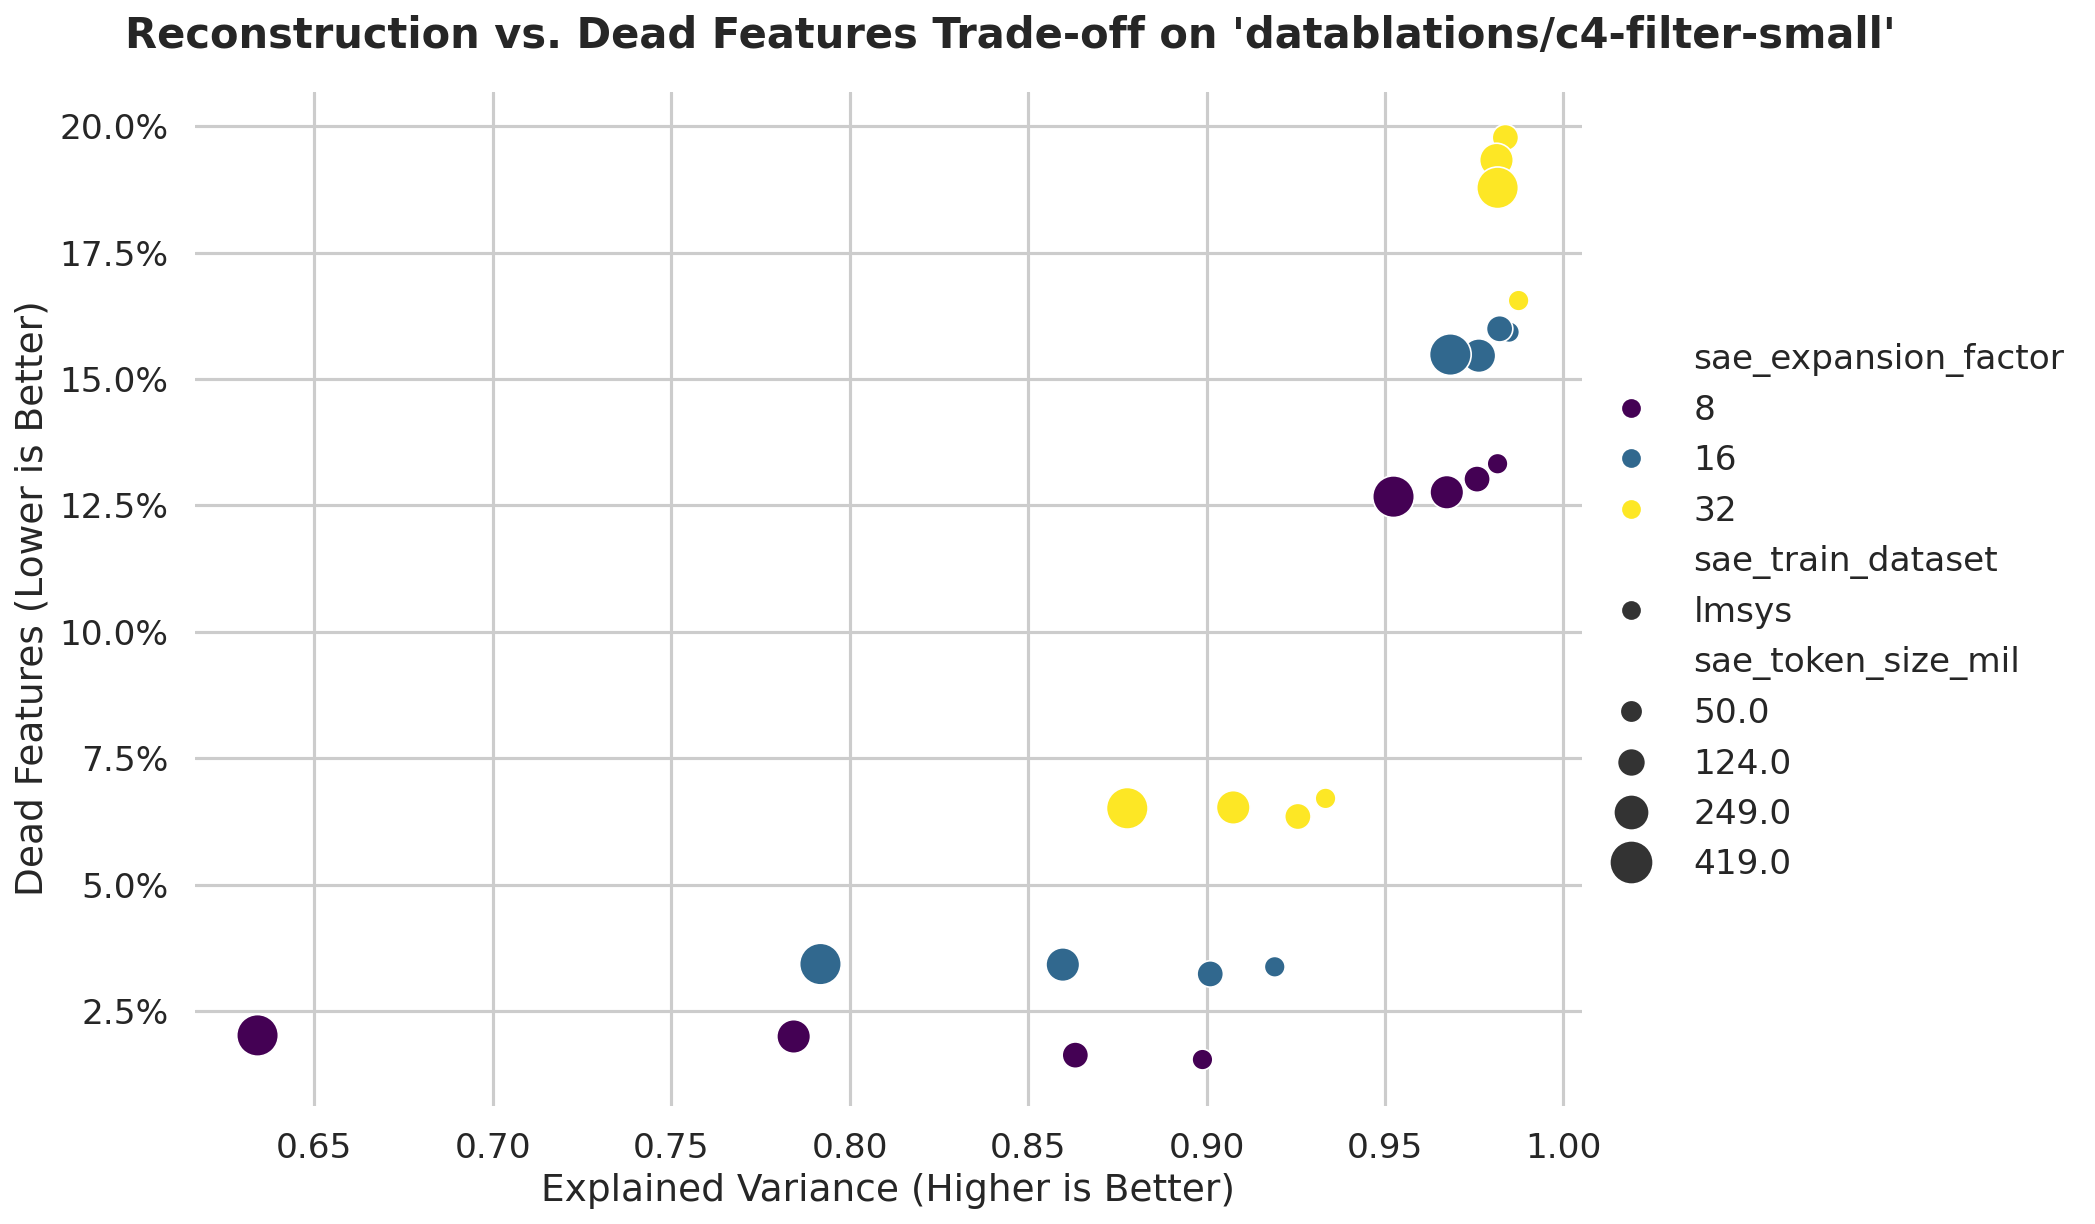 Reconstruction vs. Dead Features Trade-off on 'datablations/c4-filter-small'
Dead Features (Lower is Better)
20.0%
17.5%
15.0%
12.5%
10.0%
7.5%
5.0%
2.5%
0.65 0.70 0.75 0.80 0.85 0.90 0.95 1.00
Explained Variance (Higher is Better)
sae_expansion_factor
8
16
32
sae_train_dataset
lmsys
sae_token_size_mil
50.0
124.0
249.0
419.0